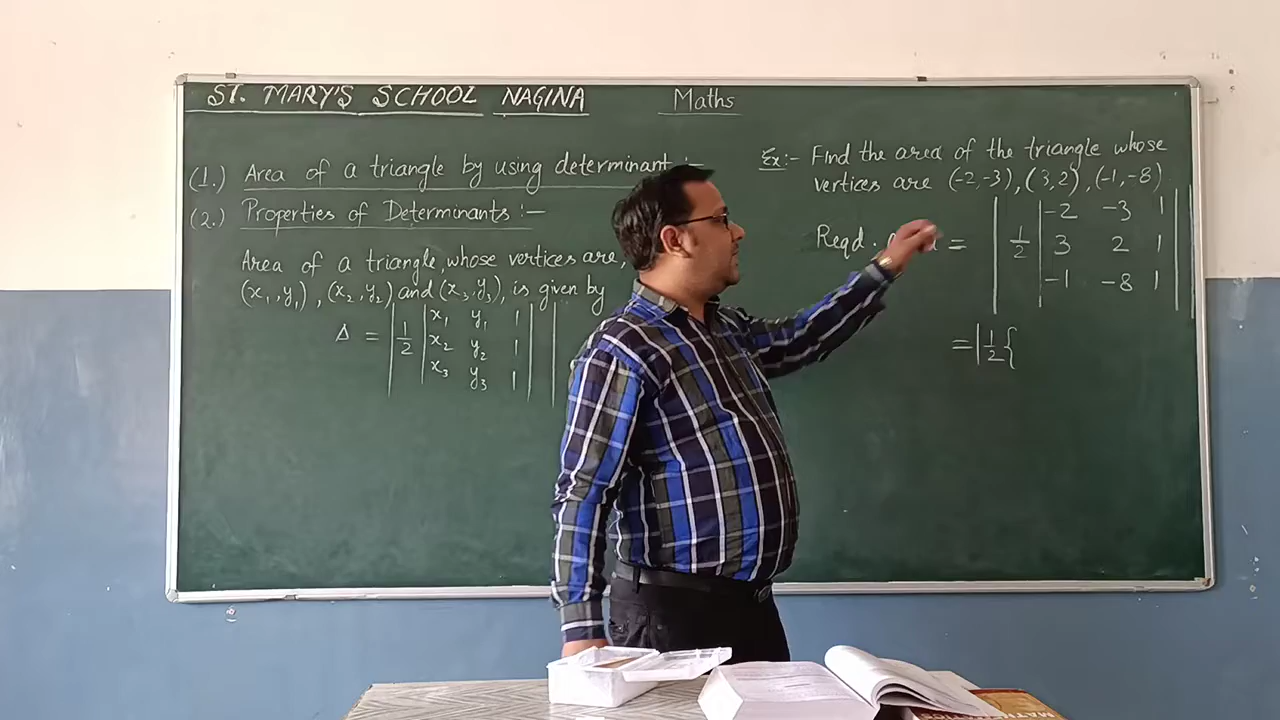 ST. MARY'S SCHOOL NAGINA Maths
(1.) Area of a triangle by using determinant :-
(2.) Properties of Determinants :-
Area of a triangle, whose vertices are,
(x₁, y₁), (x₂, y₂) and (x₃, y₃), is given by
Δ = | 1/2 | x₁ y₁ 1 | |
x₂ y₂ 1
x₃ y₃ 1
Ex:- Find the area of the triangle whose
vertices are (-2,-3), (3,2), (-1,-8)
-2 -3 1
Reqd. = | 1/2 | 3 2 1 | |
-1 -8 1
= | 1/2 {